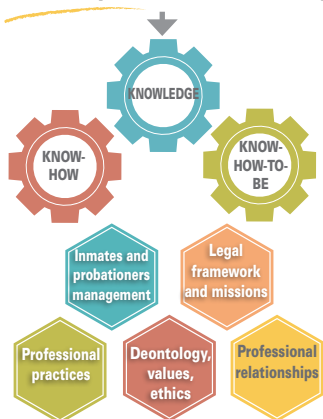 KNOWLEDGE
KNOW-
HOW
KNOW-
HOW-TO-
BE
Inmates and
probationers
management
Legal
framework
and missions
Professional
practices
Deontology,
values,
ethics
Professional
relationships